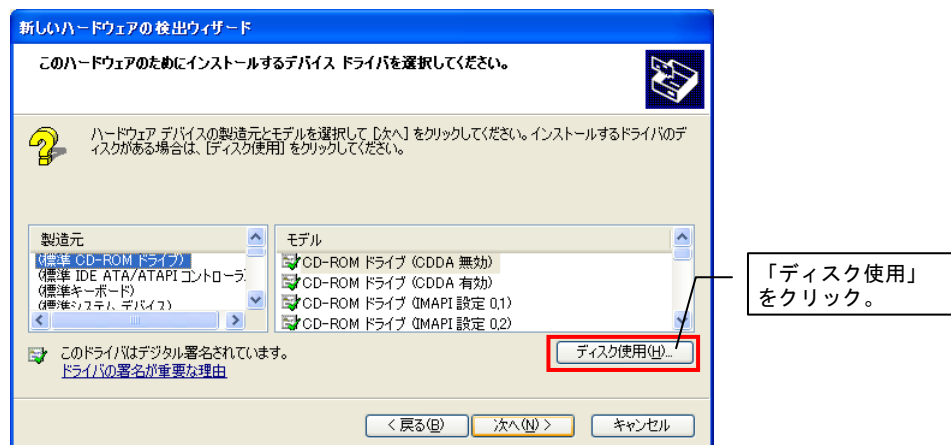 新しいハードウェアの検出ウィザード
このハードウェアのためにインストールするデバイス ドライバを選択してください。
ハードウェア デバイスの製造元とモデルを選択して [次へ] をクリックしてください。インストールするドライバのデ
ィスクがある場合は、[ディスク使用] をクリックしてください。
製造元
(標準 CD-ROM ドライブ)
(標準 IDE ATA/ATAPI コントローラ)
(標準キーボード)
(標準システム デバイス)
モデル
CD-ROM ドライブ (CDDA 無効)
CD-ROM ドライブ (CDDA 有効)
CD-ROM ドライブ (IMAPI 設定 0,1)
CD-ROM ドライブ (IMAPI 設定 0,2)
「ディスク使用」
をクリック。
このドライバはデジタル署名されています。
ディスク使用(H)...
ドライバの署名が重要な理由
< 戻る(B)
次へ(N) >
キャンセル